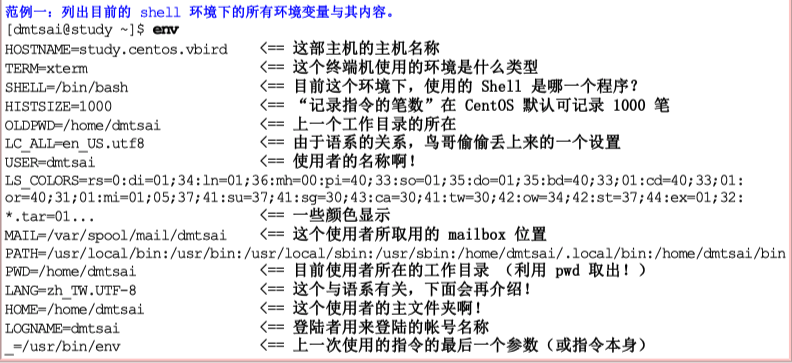 范例一：列出目前的 shell 环境下的所有环境变量与其内容。
[dmtsai@study ~]$ env
HOSTNAME=study.centos.vbird <== 这部主机的主机名称
TERM=xterm <== 这个终端机使用的环境是什么类型
SHELL=/bin/bash <== 目前这个环境下，使用的 Shell 是哪一个程序？
HISTSIZE=1000 <== “记录指令的笔数”在 CentOS 默认可记录 1000 笔
OLDPWD=/home/dmtsai <== 上一个工作目录的所在
LC_ALL=en_US.utf8 <== 由于语系的关系，鸟哥偷偷丢上来的一个设置
USER=dmtsai <== 使用者的名称啊！
LS_COLORS=rs=0:di=01;34:ln=01;36:mh=00:pi=40;33:so=01;35:do=01;35:bd=40;33;01:cd=40;33;01:
or=40;31;01:mi=01;05;37;41:su=37;41:sg=30;43:ca=30;41:tw=30;42:ow=34;42:st=37;44:ex=01;32:
*.tar=01... <== 一些颜色显示
MAIL=/var/spool/mail/dmtsai <== 这个使用者所取用的 mailbox 位置
PATH=/usr/local/bin:/usr/bin:/usr/local/sbin:/usr/sbin:/home/dmtsai/.local/bin:/home/dmtsai/bin
PWD=/home/dmtsai <== 目前使用者所在的工作目录 （利用 pwd 取出！）
LANG=zh_TW.UTF-8 <== 这个与语系有关，下面会再介绍！
HOME=/home/dmtsai <== 这个使用者的主文件夹啊！
LOGNAME=dmtsai <== 登陆者用来登陆的帐号名称
_=/usr/bin/env <== 上一次使用的指令的最后一个参数（或指令本身）